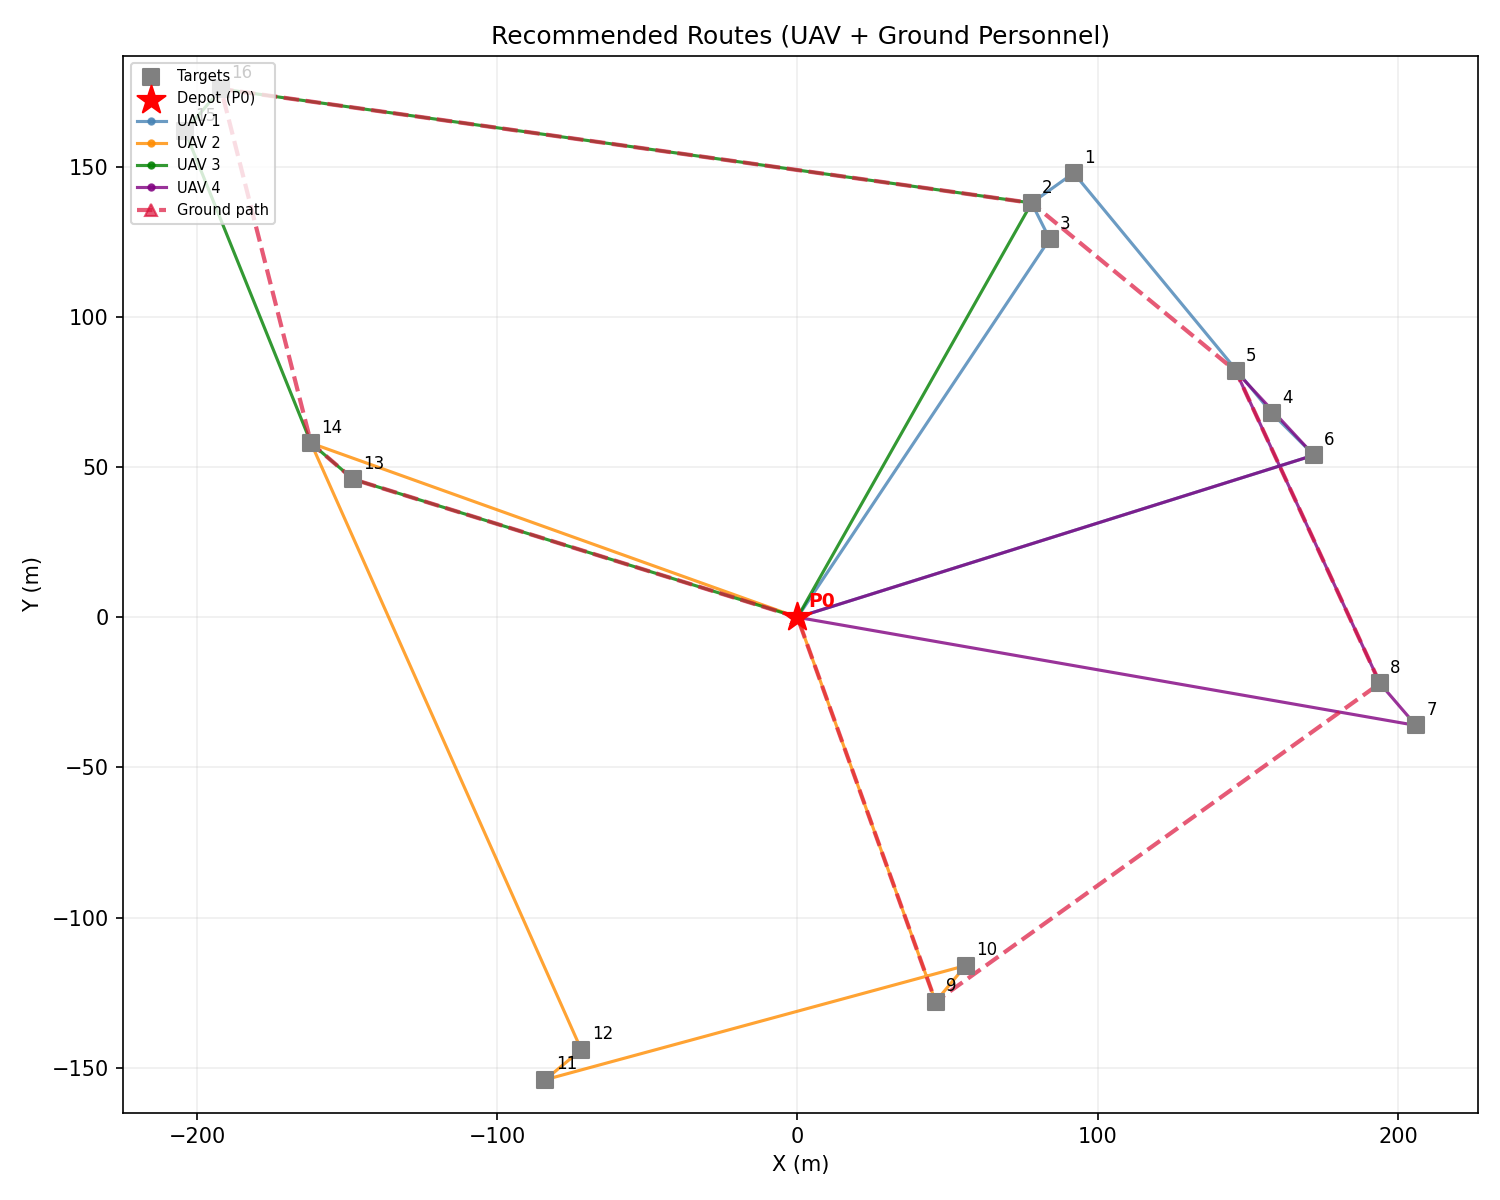 Recommended Routes (UAV + Ground Personnel)
Targets
Depot (P0)
UAV 1
UAV 2
UAV 3
UAV 4
Ground path
16
15
1
2
3
5
4
6
14
13
P0
8
7
10
9
12
11
Y (m)
150
100
50
0
−50
−100
−150
−200
−100
0
100
200
X (m)